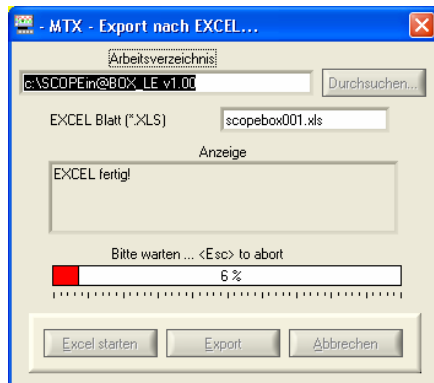 - MTX - Export nach EXCEL...
Arbeitsverzeichnis
c:\SCOPEin@BOX_LE v1.00
Durchsuchen...
EXCEL Blatt (*.XLS)
scopebox001.xls
Anzeige
EXCEL fertig!
Bitte warten ... <Esc> to abort
6 %
Excel starten
Export
Abbrechen